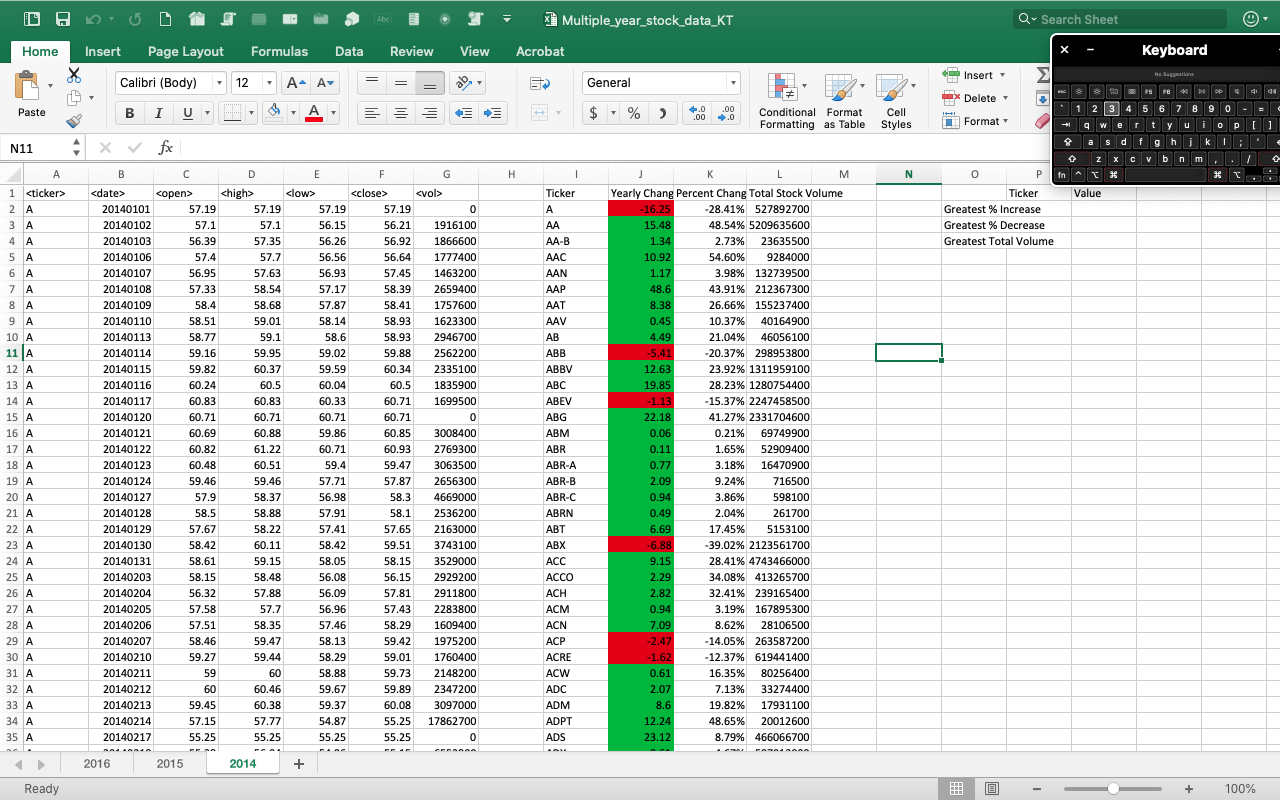 Multiple_year_stock_data_KT
Search Sheet
Home Insert Page Layout Formulas Data Review View Acrobat
Keyboard
No Suggestions
Paste
Calibri (Body) 12
B I U
General
$ %
Conditional Formatting
Format as Table
Cell Styles
Insert
Delete
Format
N11 fx
A B C D E F G H I J K L M N O P
1 <ticker> <date> <open> <high> <low> <close> <vol> Ticker Yearly Chang Percent Chang Total Stock Volume Ticker Value
2 A 20140101 57.19 57.19 57.19 57.19 0 A -16.25 -28.41% 527892700 Greatest % Increase
3 A 20140102 57.1 57.1 56.15 56.21 1916100 AA 15.48 48.54% 5209635600 Greatest % Decrease
4 A 20140103 56.39 57.35 56.26 56.92 1866600 AA-B 1.34 2.73% 23635500 Greatest Total Volume
5 A 20140106 57.4 57.7 56.56 56.64 1777400 AAC 10.92 54.60% 9284000
6 A 20140107 56.95 57.63 56.93 57.45 1463200 AAN 1.17 3.98% 132739500
7 A 20140108 57.33 58.54 57.17 58.39 2659400 AAP 48.6 43.91% 212367300
8 A 20140109 58.4 58.68 57.87 58.41 1757600 AAT 8.38 26.66% 155237400
9 A 20140110 58.51 59.01 58.14 58.93 1623300 AAV 0.45 10.37% 40164900
10 A 20140113 58.77 59.1 58.6 58.93 2946700 AB 4.49 21.04% 46056100
11 A 20140114 59.16 59.95 59.02 59.88 2562200 ABB -5.41 -20.37% 298953800
12 A 20140115 59.82 60.37 59.59 60.34 2335100 ABBV 12.63 23.92% 1311959100
13 A 20140116 60.24 60.5 60.04 60.5 1835900 ABC 19.85 28.23% 1280754400
14 A 20140117 60.83 60.83 60.33 60.71 1699500 ABEV -1.13 -15.37% 2247458500
15 A 20140120 60.71 60.71 60.71 60.71 0 ABG 22.18 41.27% 2331704600
16 A 20140121 60.69 60.88 59.86 60.85 3008400 ABM 0.06 0.21% 69749900
17 A 20140122 60.82 61.22 60.71 60.93 2769300 ABR 0.11 1.65% 52909400
18 A 20140123 60.48 60.51 59.4 59.47 3063500 ABR-A 0.77 3.18% 16470900
19 A 20140124 59.46 59.46 57.71 57.87 2656300 ABR-B 2.09 9.24% 716500
20 A 20140127 57.9 58.37 56.98 58.3 4669000 ABR-C 0.94 3.86% 598100
21 A 20140128 58.5 58.88 57.91 58.1 2536200 ABRN 0.49 2.04% 261700
22 A 20140129 57.67 58.22 57.41 57.65 2163000 ABT 6.69 17.45% 5153100
23 A 20140130 58.42 60.11 58.42 59.51 3743100 ABX -6.88 -39.02% 2123561700
24 A 20140131 58.61 59.15 58.05 58.15 3529000 ACC 9.15 28.41% 4743466000
25 A 20140203 58.15 58.48 56.08 56.15 2929200 ACCO 2.29 34.08% 413265700
26 A 20140204 56.32 57.88 56.09 57.81 2911800 ACH 2.82 32.41% 239165400
27 A 20140205 57.58 57.7 56.96 57.43 2283800 ACM 0.94 3.19% 167895300
28 A 20140206 57.51 58.35 57.46 58.29 1609400 ACN 7.09 8.62% 28106500
29 A 20140207 58.46 59.47 58.13 59.42 1975200 ACP -2.47 -14.05% 263587200
30 A 20140210 59.27 59.44 58.29 59.01 1760400 ACRE -1.62 -12.37% 619441400
31 A 20140211 59 60 58.88 59.73 2148200 ACW 0.61 16.35% 80256400
32 A 20140212 60 60.46 59.67 59.89 2347200 ADC 2.07 7.13% 33274400
33 A 20140213 59.45 60.38 59.37 60.08 3097000 ADM 8.6 19.82% 17931100
34 A 20140214 57.15 57.77 54.87 55.25 17862700 ADPT 12.24 48.65% 20012600
35 A 20140217 55.25 55.25 55.25 55.25 0 ADS 23.12 8.79% 466066700
2016 2015 2014
Ready 100%